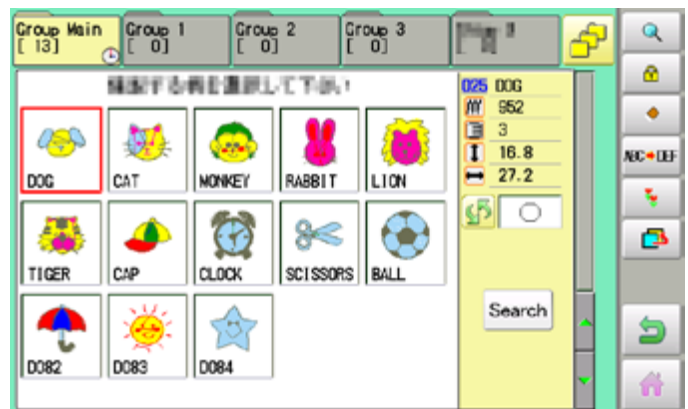 Group Main
[ 13]
Group 1
[ 0]
Group 2
[ 0]
Group 3
[ 0]
025 DOG
952
3
16.8
27.2
DOG
CAT
MONKEY
RABBIT
LION
TIGER
CAP
CLOCK
SCISSORS
BALL
D082
D083
D084
Search
ABC DEF